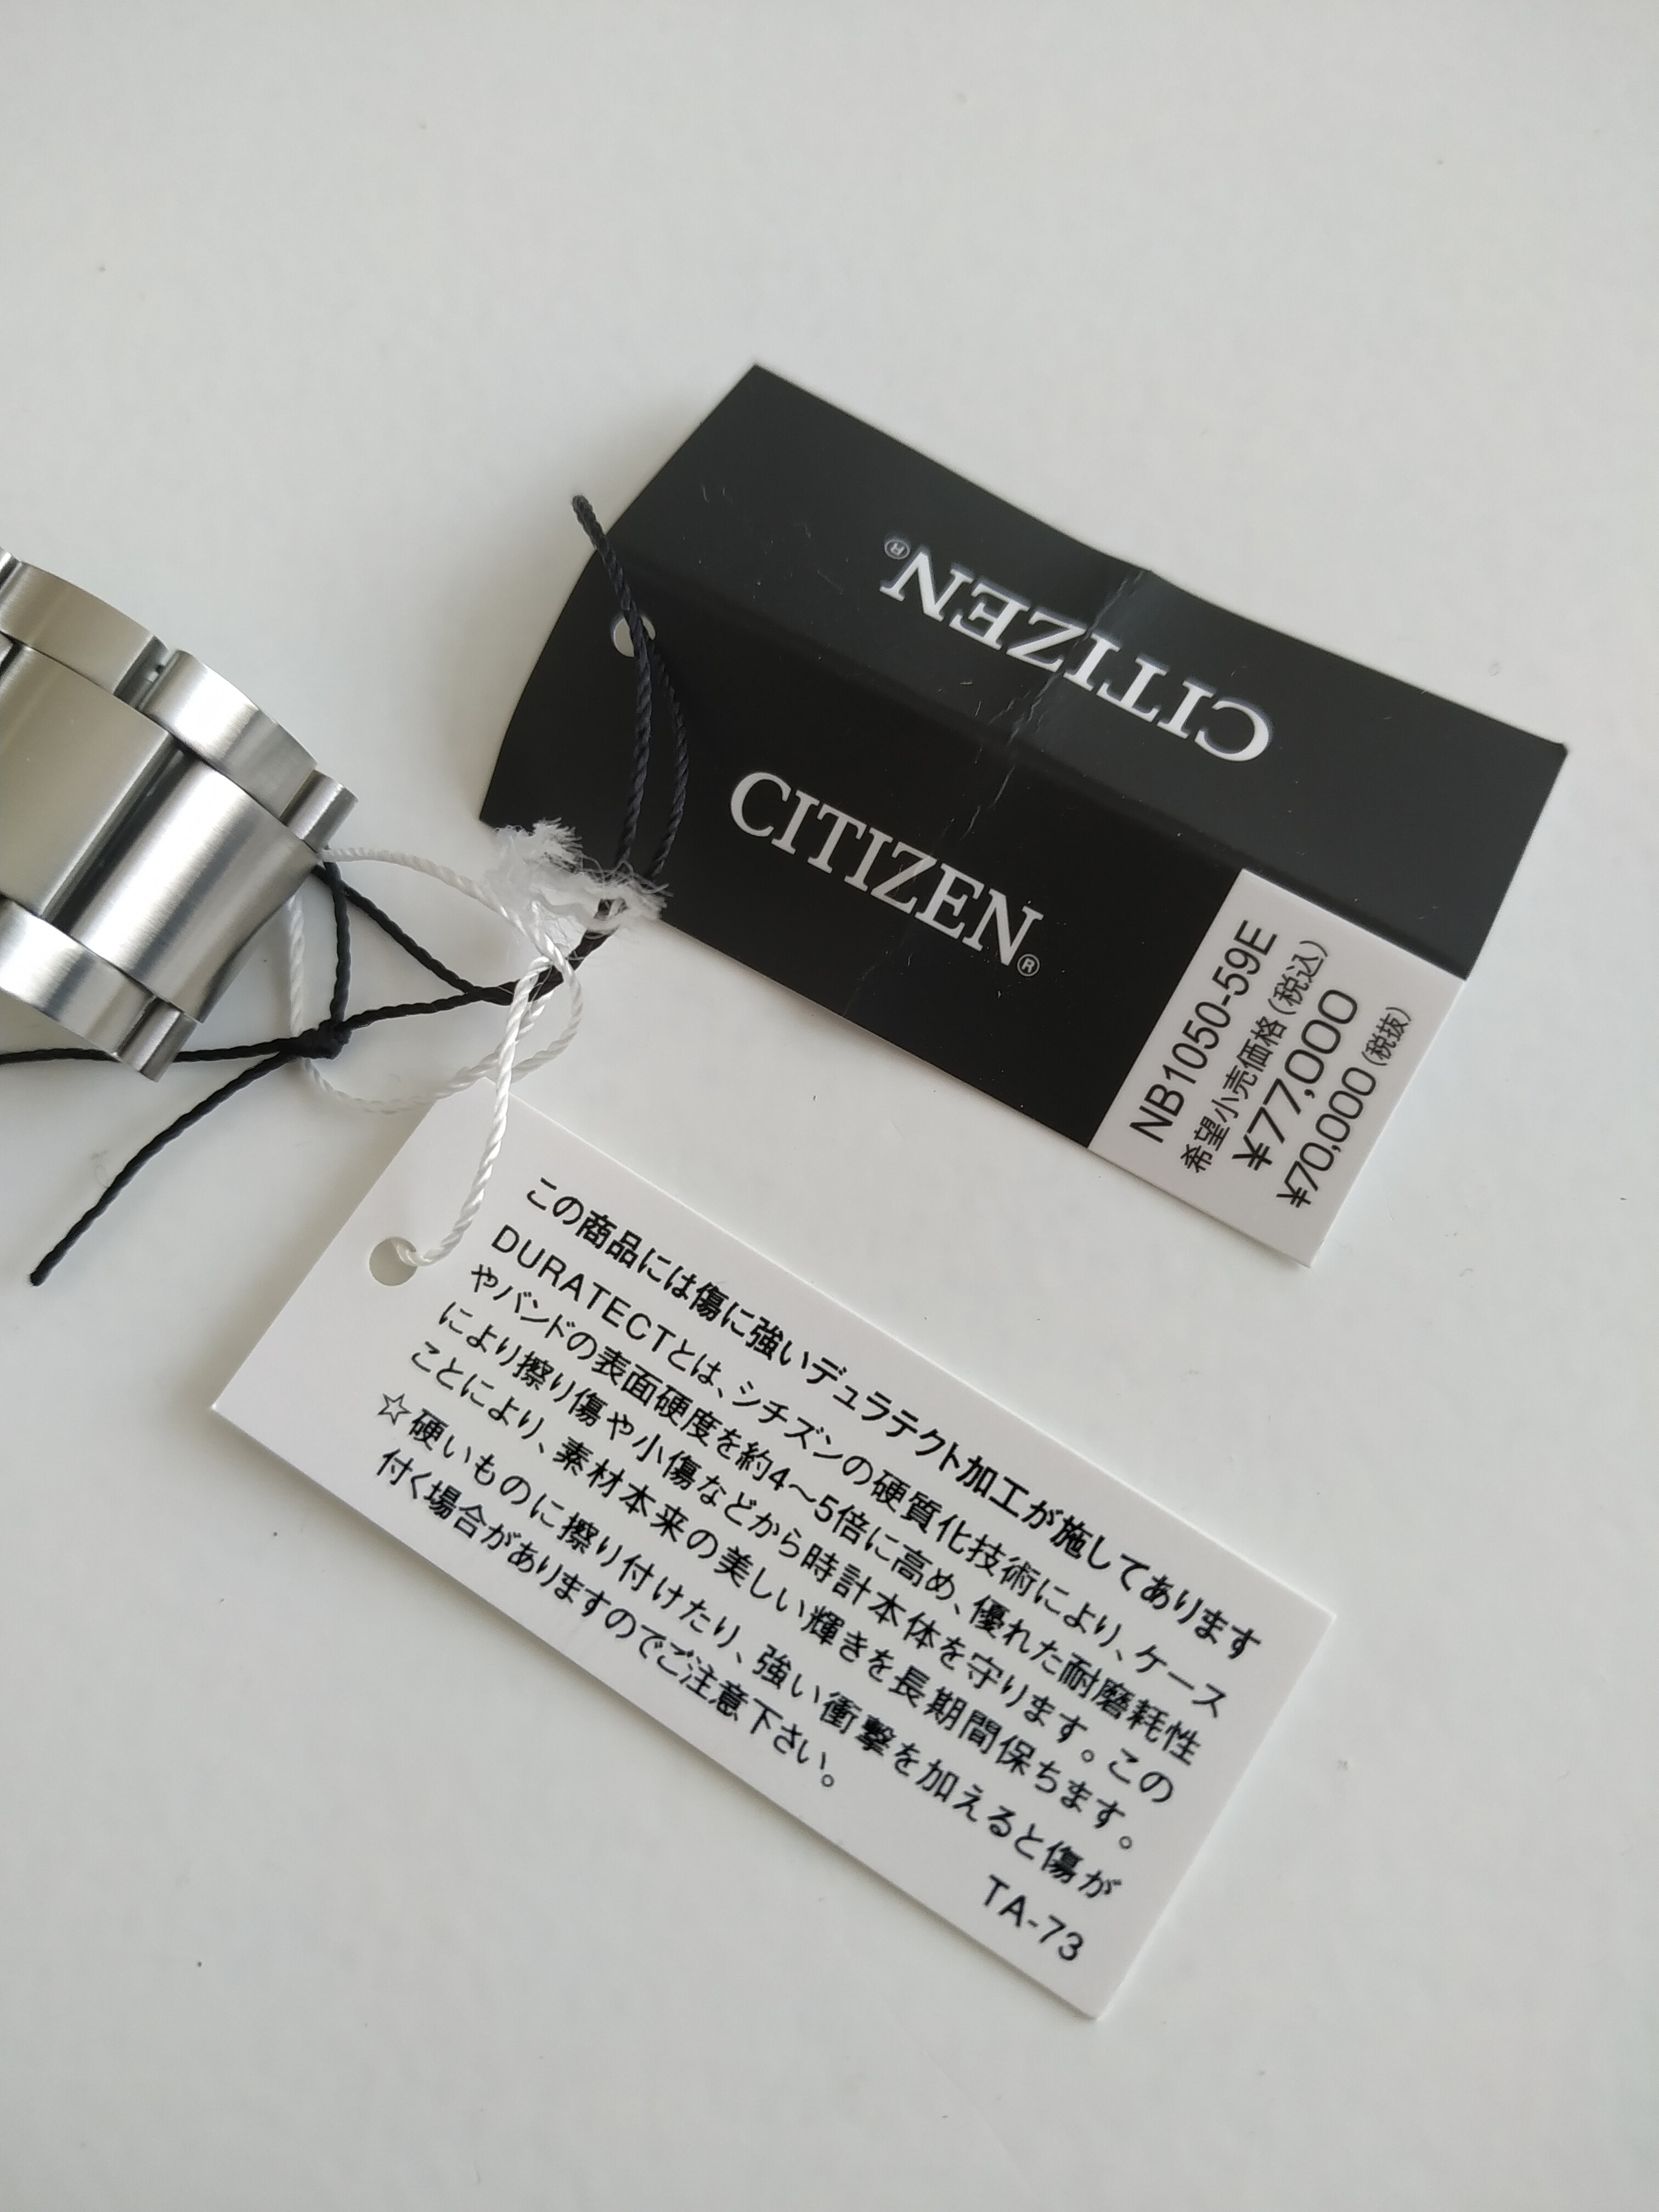 CITIZEN®
CITIZEN®
NB1050-59E
希望小売価格(税込)
¥77,000
¥70,000(税抜)
この商品には傷に強いデュラテクト加工が施してあります
DURATECTとは、シチズンの硬質化技術により、ケース
やバンドの表面硬度を約4〜5倍に高め、優れた耐磨耗性
により擦り傷や小傷などから時計本体を守ります。この
ことにより、素材本来の美しい輝きを長期間保ちます。
☆硬いものに擦り付けたり、強い衝撃を加えると傷が
付く場合がありますのでご注意下さい。
TA-73